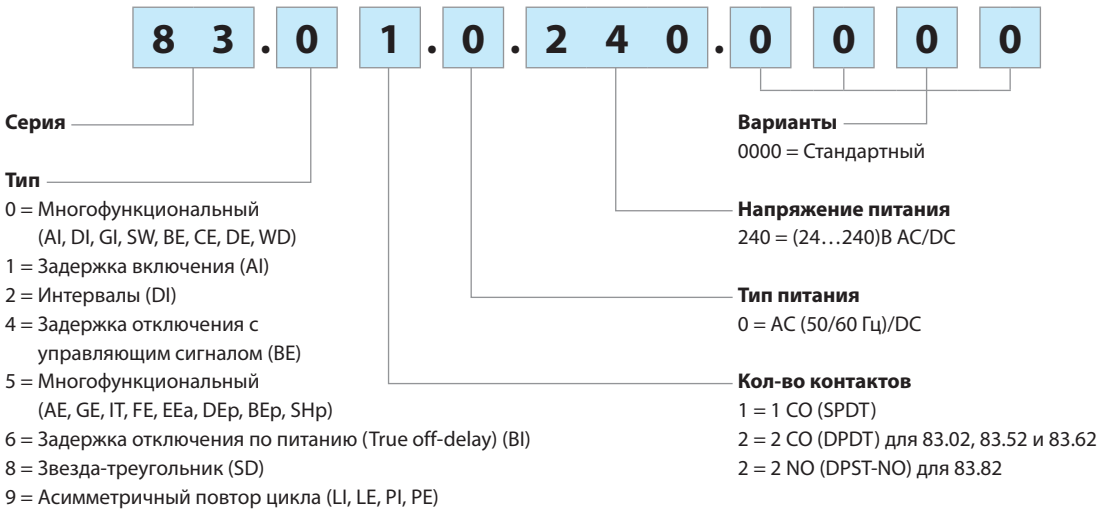 8 3 . 0 1 . 0 . 2 4 0 . 0 0 0 0
Серия
Тип
0 = Многофункциональный
(AI, DI, GI, SW, BE, CE, DE, WD)
1 = Задержка включения (AI)
2 = Интервалы (DI)
4 = Задержка отключения с
управляющим сигналом (BE)
5 = Многофункциональный
(AE, GE, IT, FE, EEa, DEp, BEp, SHp)
6 = Задержка отключения по питанию (True off-delay) (BI)
8 = Звезда-треугольник (SD)
9 = Асимметричный повтор цикла (LI, LE, PI, PE)
Варианты
0000 = Стандартный
Напряжение питания
240 = (24…240)В AC/DC
Тип питания
0 = AC (50/60 Гц)/DC
Кол-во контактов
1 = 1 CO (SPDT)
2 = 2 CO (DPDT) для 83.02, 83.52 и 83.62
2 = 2 NO (DPST-NO) для 83.82